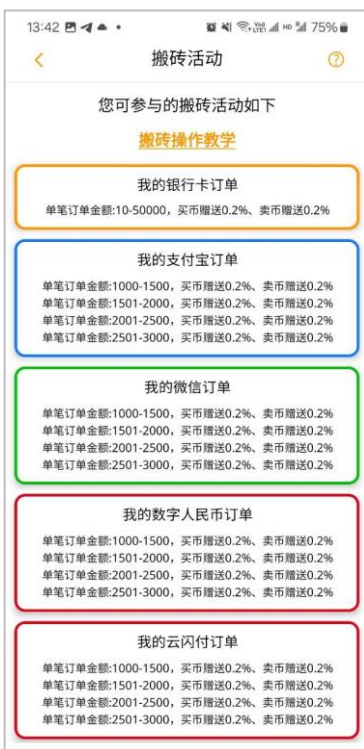 13:42
HD 75%
搬砖活动
您可参与的搬砖活动如下
搬砖操作教学
我的银行卡订单
单笔订单金额:10-50000，买币赠送0.2%、卖币赠送0.2%
我的支付宝订单
单笔订单金额:1000-1500，买币赠送0.2%、卖币赠送0.2%
单笔订单金额:1501-2000，买币赠送0.2%、卖币赠送0.2%
单笔订单金额:2001-2500，买币赠送0.2%、卖币赠送0.2%
单笔订单金额:2501-3000，买币赠送0.2%、卖币赠送0.2%
我的微信订单
单笔订单金额:1000-1500，买币赠送0.2%、卖币赠送0.2%
单笔订单金额:1501-2000，买币赠送0.2%、卖币赠送0.2%
单笔订单金额:2001-2500，买币赠送0.2%、卖币赠送0.2%
单笔订单金额:2501-3000，买币赠送0.2%、卖币赠送0.2%
我的数字人民币订单
单笔订单金额:1000-1500，买币赠送0.2%、卖币赠送0.2%
单笔订单金额:1501-2000，买币赠送0.2%、卖币赠送0.2%
单笔订单金额:2001-2500，买币赠送0.2%、卖币赠送0.2%
单笔订单金额:2501-3000，买币赠送0.2%、卖币赠送0.2%
我的云闪付订单
单笔订单金额:1000-1500，买币赠送0.2%、卖币赠送0.2%
单笔订单金额:1501-2000，买币赠送0.2%、卖币赠送0.2%
单笔订单金额:2001-2500，买币赠送0.2%、卖币赠送0.2%
单笔订单金额:2501-3000，买币赠送0.2%、卖币赠送0.2%